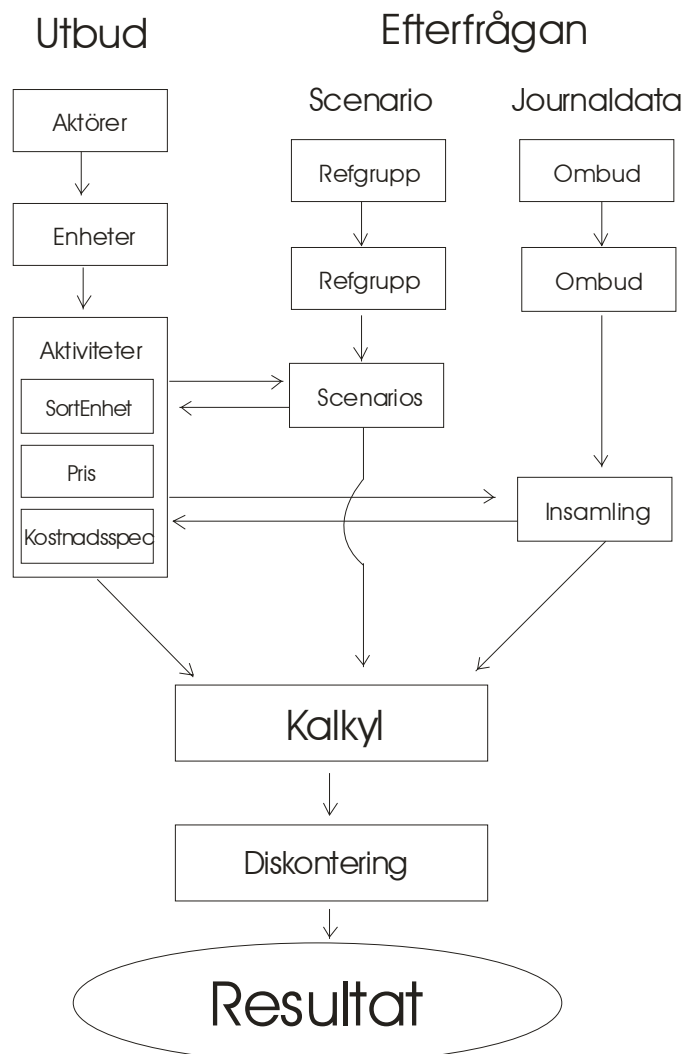 Utbud
Efterfrågan
Scenario
Journaldata
Aktörer
Refgrupp
Ombud
Enheter
Refgrupp
Ombud
Aktiviteter
SortEnhet
Pris
Kostnadsspec
Scenarios
Insamling
Kalkyl
Diskontering
Resultat